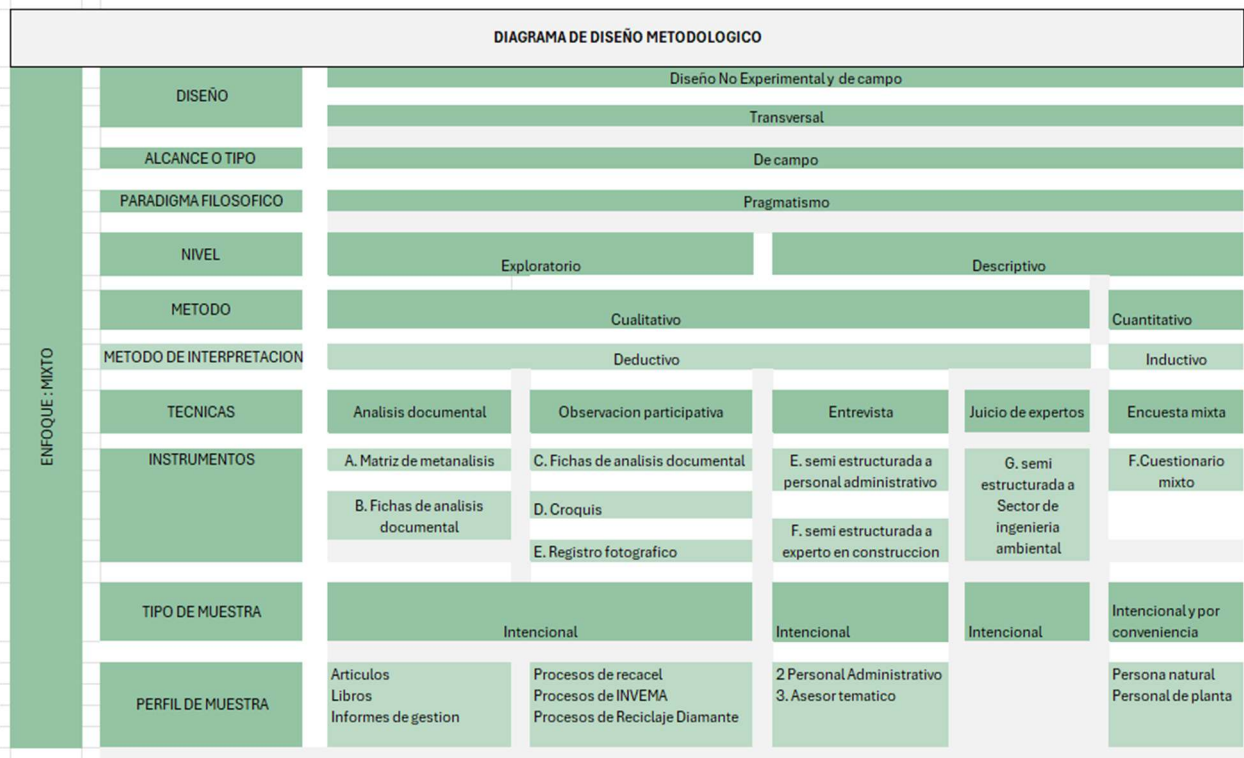 DIAGRAMA DE DISEÑO METODOLOGICO
ENFOQUE : MIXTO
DISEÑO
Diseño No Experimental y de campo
Transversal
ALCANCE O TIPO
De campo
PARADIGMA FILOSOFICO
Pragmatismo
NIVEL
Exploratorio
Descriptivo
METODO
Cualitativo
Cuantitativo
METODO DE INTERPRETACION
Deductivo
Inductivo
TECNICAS
Analisis documental
Observacion participativa
Entrevista
Juicio de expertos
Encuesta mixta
INSTRUMENTOS
A. Matriz de metanalisis
B. Fichas de analisis
documental
C. Fichas de analisis documental
D. Croquis
E. Registro fotografico
E. semi estructurada a
personal administrativo
F. semi estructurada a
experto en construccion
G. semi
estructurada a
Sector de
ingenieria
ambiental
F.Cuestionario
mixto
TIPO DE MUESTRA
Intencional
Intencional
Intencional
Intencional y por
conveniencia
PERFIL DE MUESTRA
Articulos
Libros
Informes de gestion
Procesos de recacel
Procesos de INVEMA
Procesos de Reciclaje Diamante
2 Personal Administrativo
3. Asesor tematico
Persona natural
Personal de planta